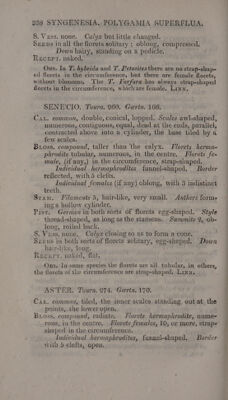 238 SYNGENESIA. POLYGAMIA SUPERFLUA.
S. VESS. none. Calyx but little changed.
SEEDS in all the florets solitary; oblong, compressed.
Down hairy, standing on a pedicle.
RECEPT. naked.
OBS. In T. hybrida and T. Petasites there are no strap-shap-
ed florets in the circumference, but there are female florets,
without blossoms. The T. Farfara has always strap-shaped
florets in the circumference, which are female. LINN.
SENECIO. Tourn. 260. Gærtn. 166.
CAL. common, double, conical, lopped. Scales awl-shaped,
numerous, contiguous, equal, dead at the ends, parallel,
contracted above into a cylinder, the base tiled by a
few scales.
BLOSS. compound, taller than the calyx. Florets herma-
phrodite tubular, numerous, in the centre. Florets fe-
male, (if any) in the circumference, strap-shaped.
Individual hermaphrodites funnel-shaped. Border
reflected, with 5 clefts.
Individual females (if any) oblong, with 3 indistinct
teeth.
STAM. Filaments 5, hair-like, very small. Anthers form-
ing a hollow cylinder.
PIST. Germen in both sorts of florets egg-shaped. Style
thread-shaped, as long as the stamens. Summits 2, ob-
long, rolled back.
S. VESS. none. Calyx closing so as to form a cone.
SEEDS in both sorts of florets solitary, egg-shaped. Down
hair-like, long.
RECEPT. naked, flat.
OBS. In some species the florets are all tubular, in others,
the florets of the circumference are strap-shaped. LINN.
ASTER. Tourn. 274. Gærtn. 170.
CAL. common, tiled, the inner scales standing out at the
points, the lower open.
BLOSS. compound, radiate. Florets hermaphrodite, nume-
rous, in the centre. Florets females, 10, or more, strap-
shaped in the circumference.
Individual hermaphrodites, funnel-shaped. Border
with 5 clefts, open.